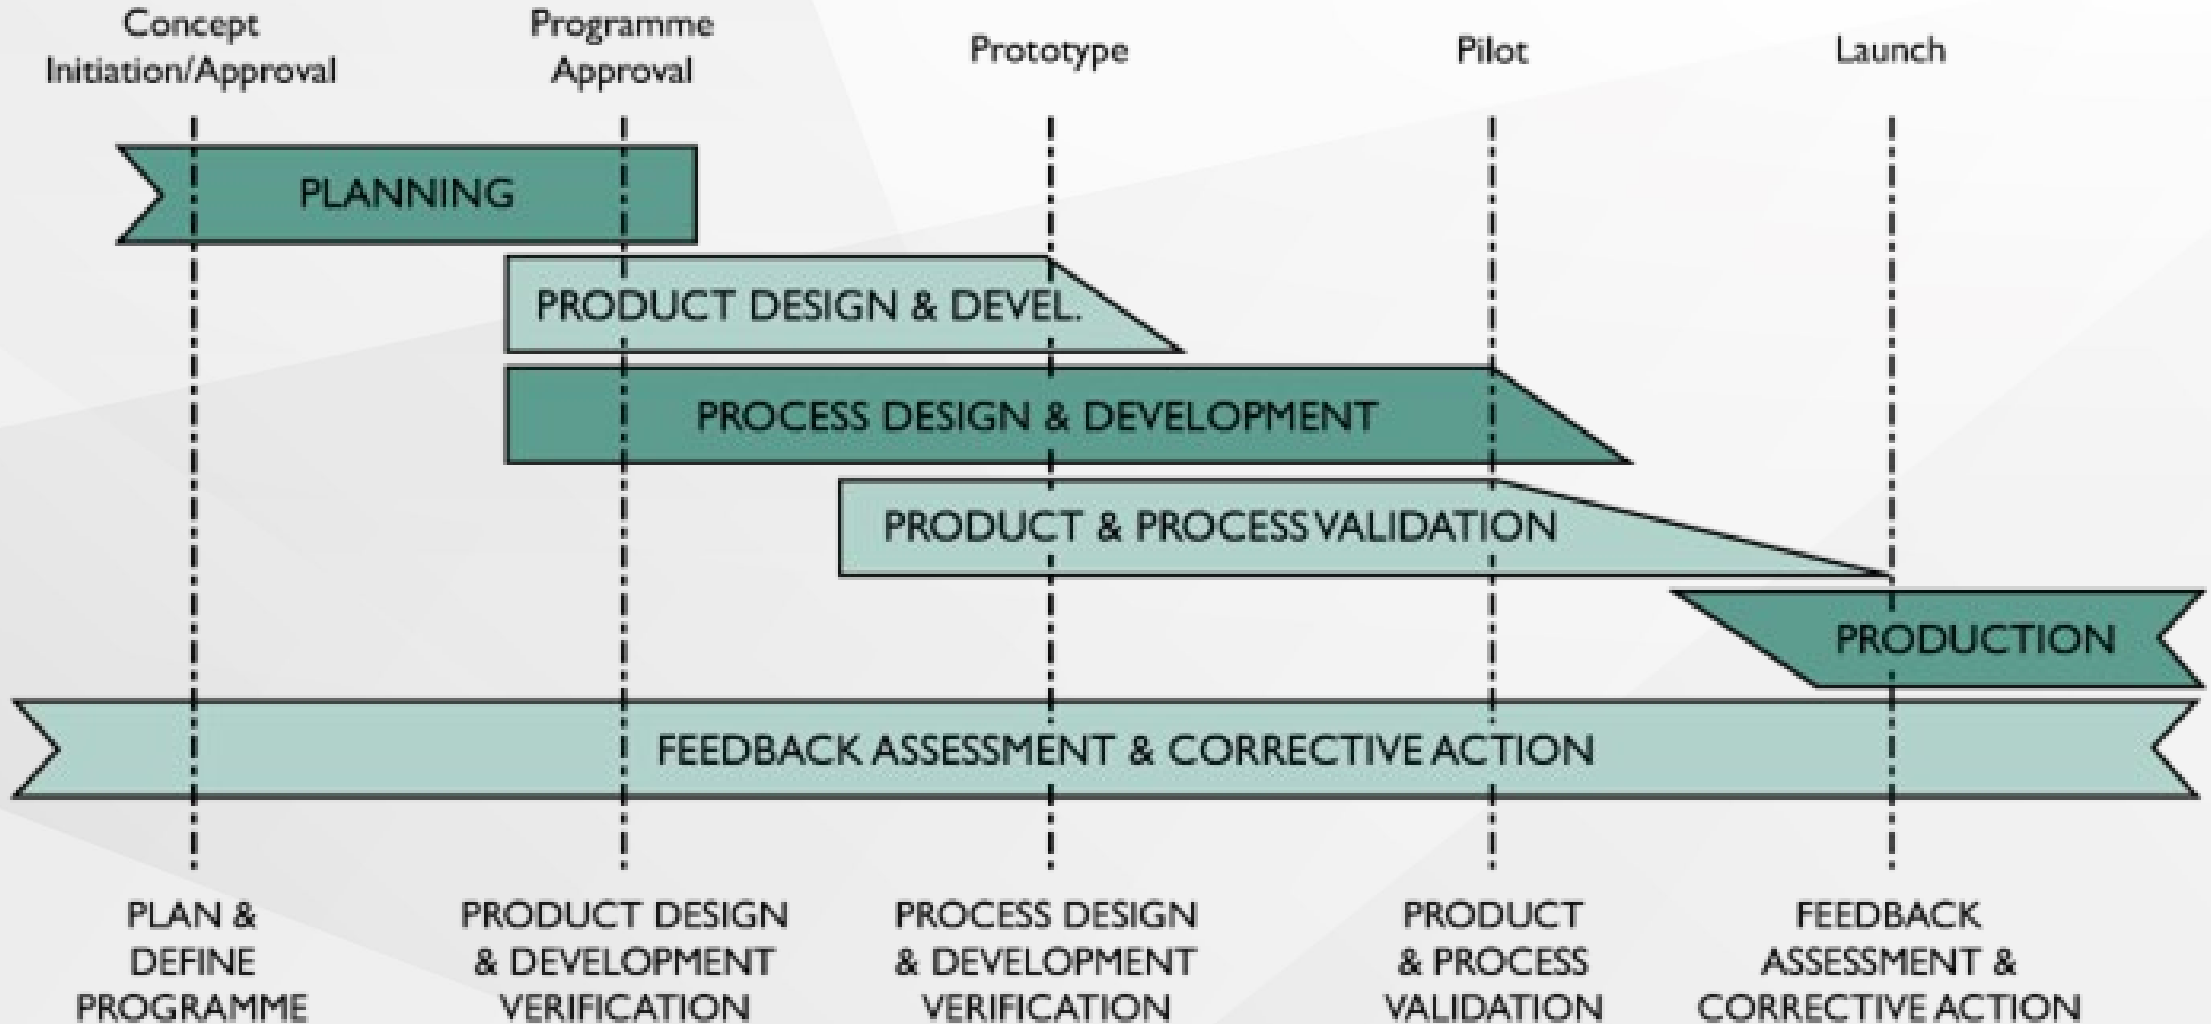 Concept
Initiation/Approval
Programme
Approval
Prototype
Pilot
Launch
PLANNING
PRODUCT DESIGN & DEVEL.
PROCESS DESIGN & DEVELOPMENT
PRODUCT & PROCESS VALIDATION
PRODUCTION
FEEDBACK ASSESSMENT & CORRECTIVE ACTION
PLAN &
DEFINE
PROGRAMME
PRODUCT DESIGN
& DEVELOPMENT
VERIFICATION
PROCESS DESIGN
& DEVELOPMENT
VERIFICATION
PRODUCT
& PROCESS
VALIDATION
FEEDBACK
ASSESSMENT &
CORRECTIVE ACTION